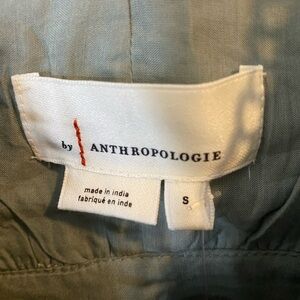 by ANTHROPOLOGIE
made in india
fabriqué en inde
S